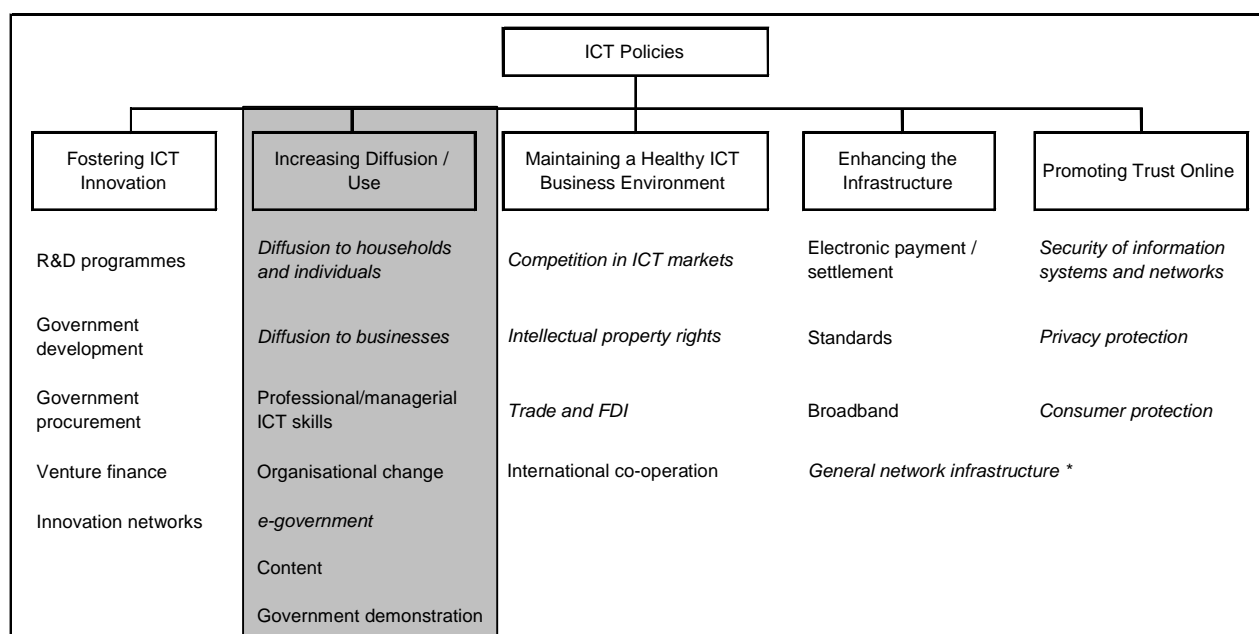 ICT Policies
Fostering ICT
Innovation
Increasing Diffusion /
Use
Maintaining a Healthy ICT
Business Environment
Enhancing the
Infrastructure
Promoting Trust Online
R&D programmes
Government
development
Government
procurement
Venture finance
Innovation networks
Diffusion to households
and individuals
Diffusion to businesses
Professional/managerial
ICT skills
Organisational change
e-government
Content
Government demonstration
Competition in ICT markets
Intellectual property rights
Trade and FDI
International co-operation
Electronic payment /
settlement
Standards
Broadband
General network infrastructure *
Security of information
systems and networks
Privacy protection
Consumer protection